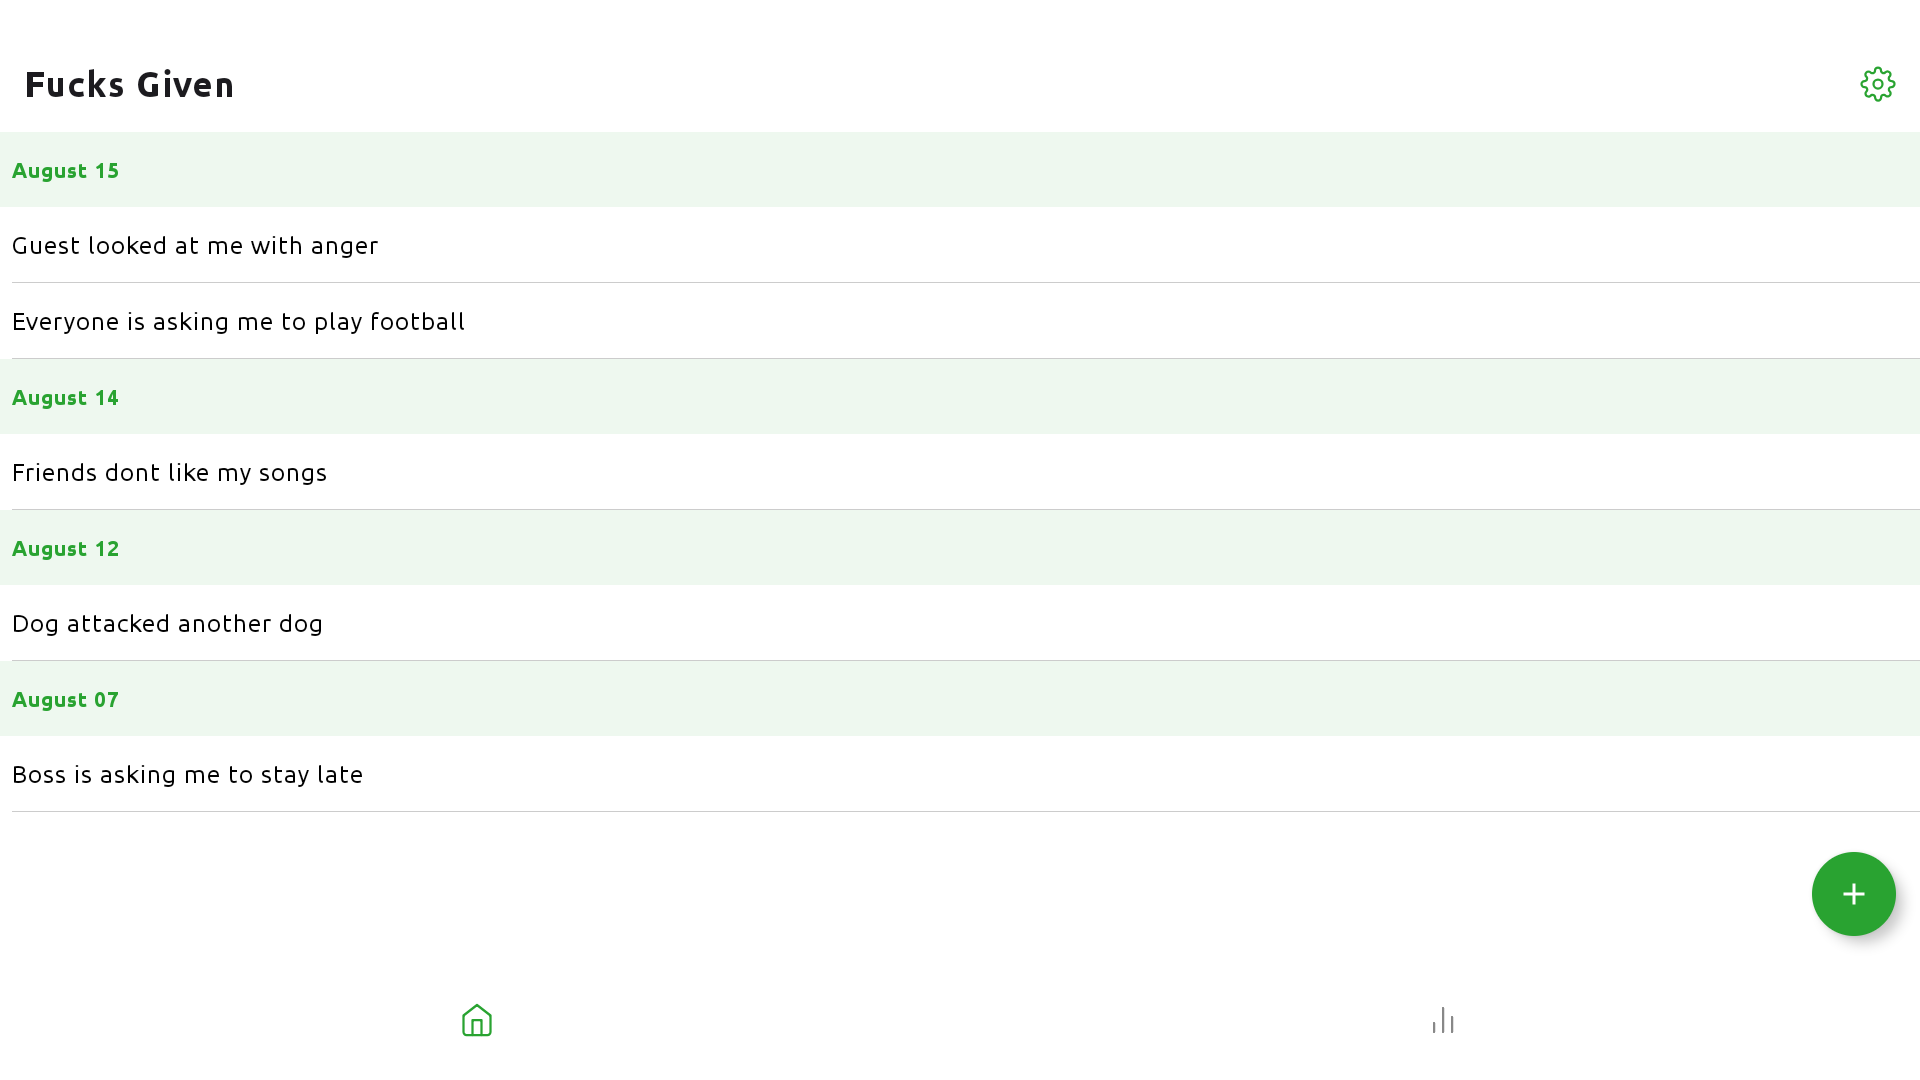 Fucks Given
August 15
Guest looked at me with anger
Everyone is asking me to play football
August 14
Friends dont like my songs
August 12
Dog attacked another dog
August 07
Boss is asking me to stay late